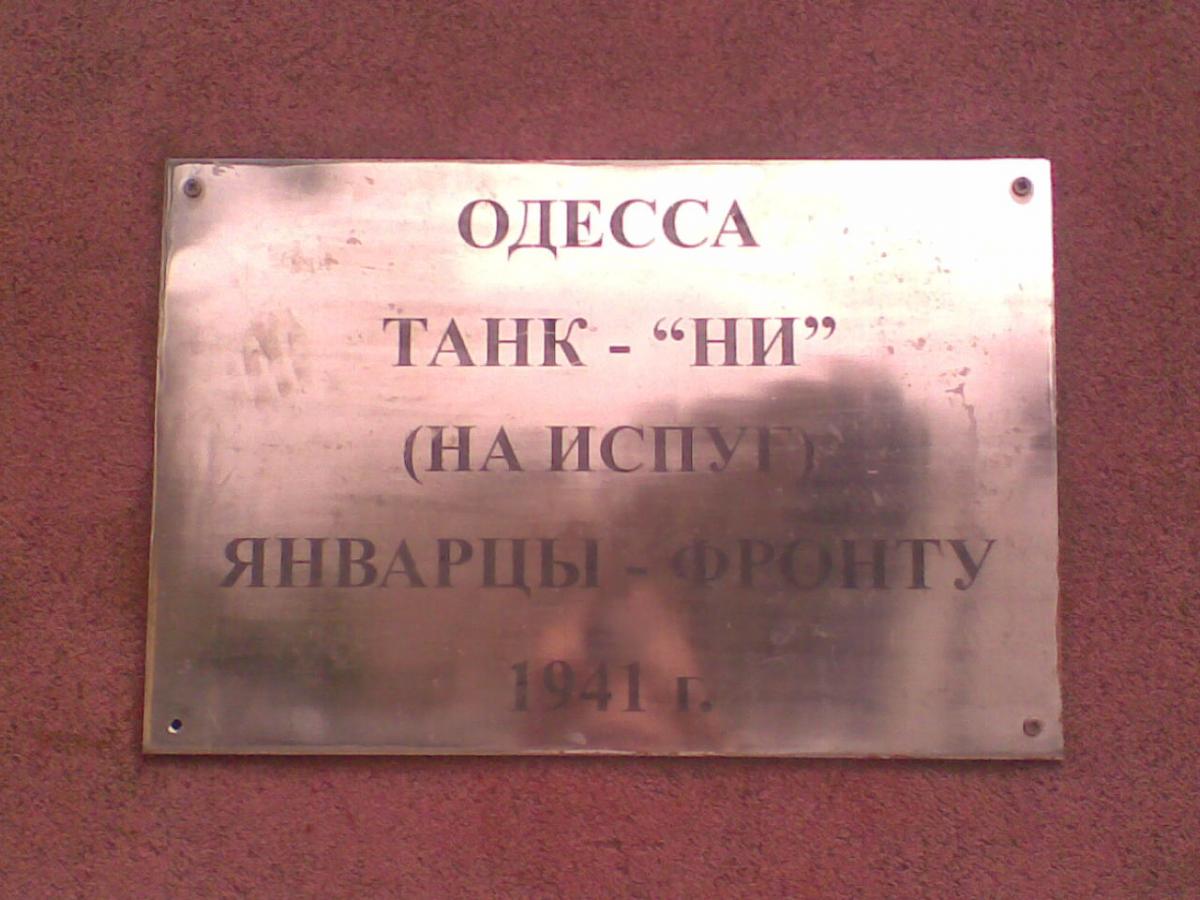 ОДЕССА
ТАНК - “НИ”
(НА ИСПУГ)
ЯНВАРЦЫ - ФРОНТУ
1941 г.